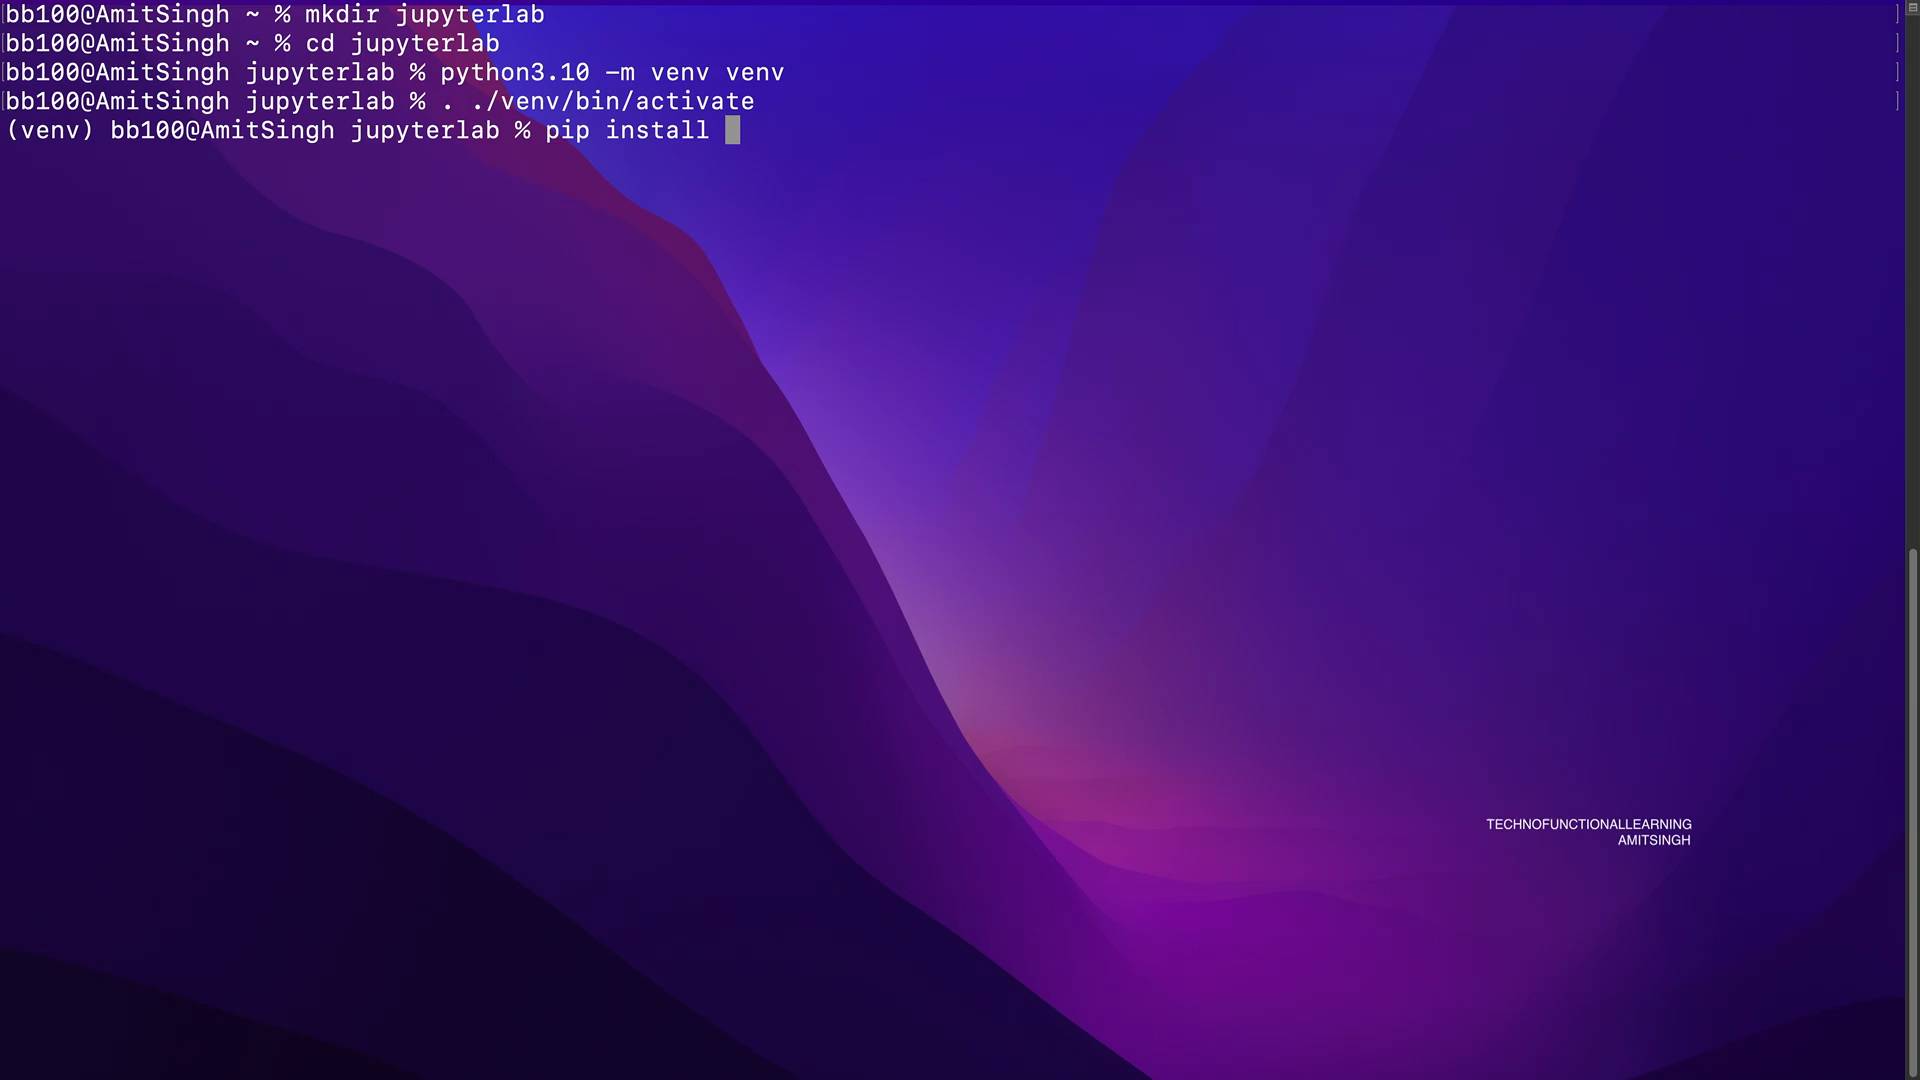 bb100@AmitSingh ~ % mkdir jupyterlab
bb100@AmitSingh ~ % cd jupyterlab
bb100@AmitSingh jupyterlab % python3.10 -m venv venv
bb100@AmitSingh jupyterlab % . ./venv/bin/activate
(venv) bb100@AmitSingh jupyterlab % pip install
TECHNOFUNCTIONALLEARNING
AMITSINGH